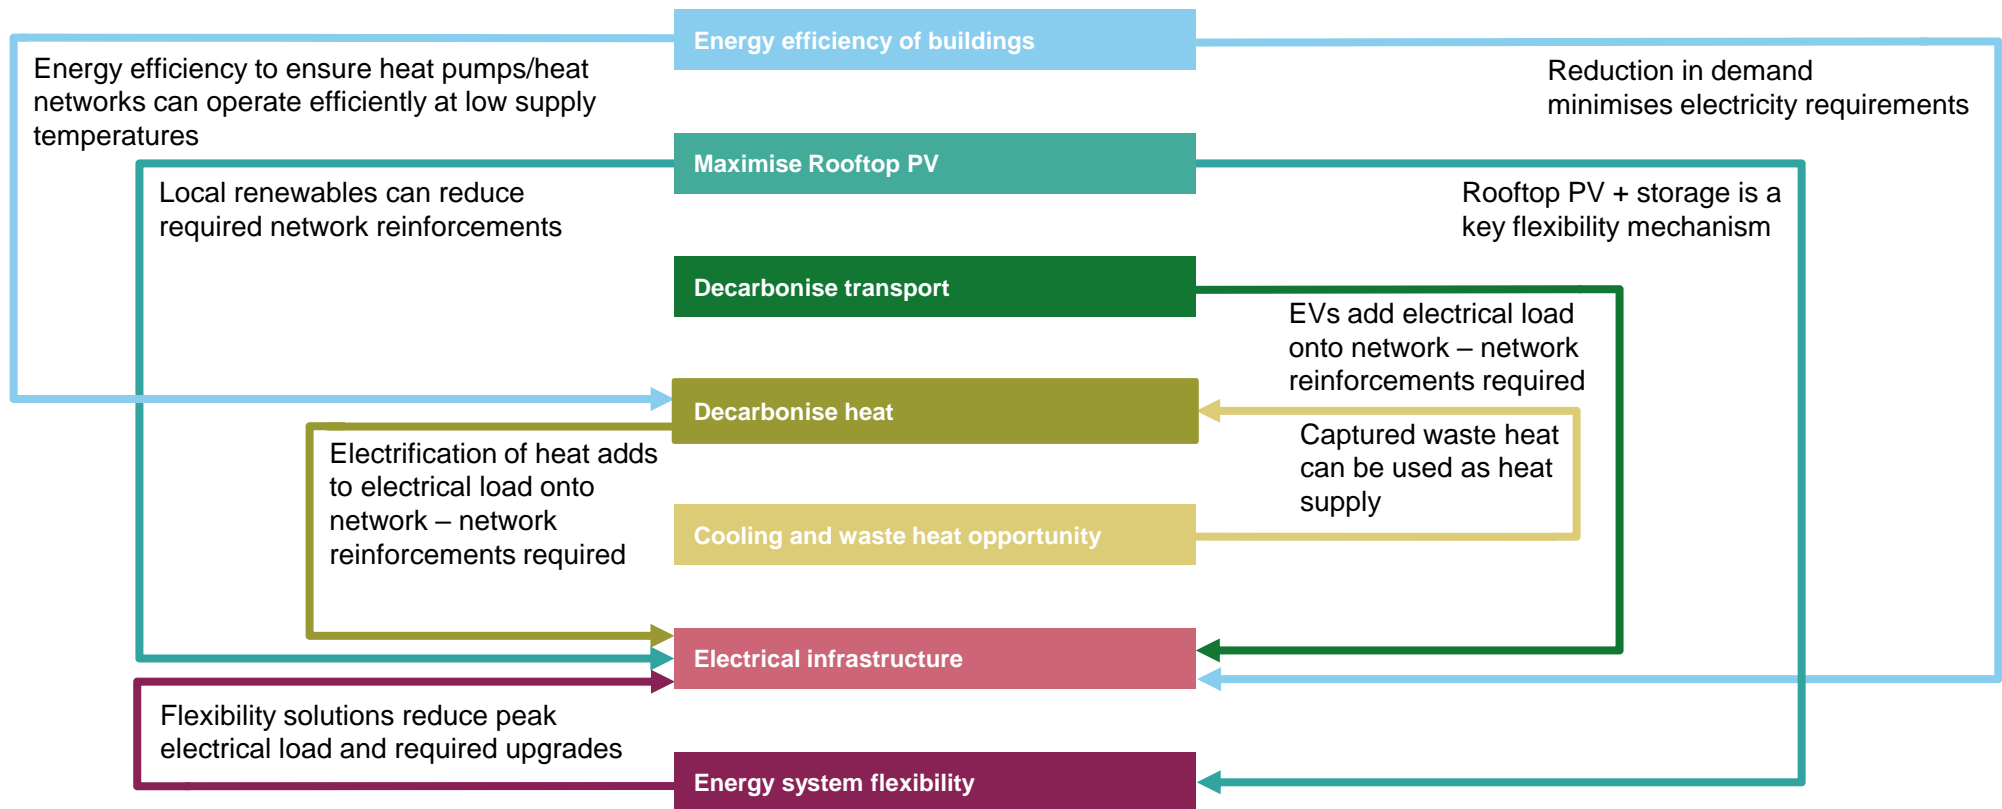 Energy efficiency of buildings
Energy efficiency to ensure heat pumps/heat
networks can operate efficiently at low supply
temperatures
Reduction in demand
minimises electricity requirements
Maximise Rooftop PV
Local renewables can reduce
required network reinforcements
Rooftop PV + storage is a
key flexibility mechanism
Decarbonise transport
EVs add electrical load
onto network – network
reinforcements required
Decarbonise heat
Electrification of heat adds
to electrical load onto
network – network
reinforcements required
Captured waste heat
can be used as heat
supply
Cooling and waste heat opportunity
Electrical infrastructure
Flexibility solutions reduce peak
electrical load and required upgrades
Energy system flexibility